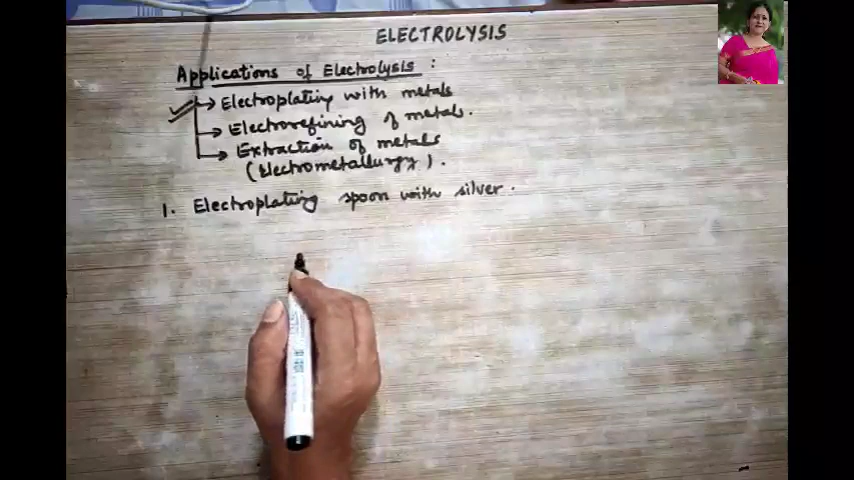 ELECTROLYSIS
Applications of Electrolysis :
Electroplating with metals
Electrorefining of metals.
Extraction of metals
(Electrometallurgy).
1. Electroplating spoon with silver.